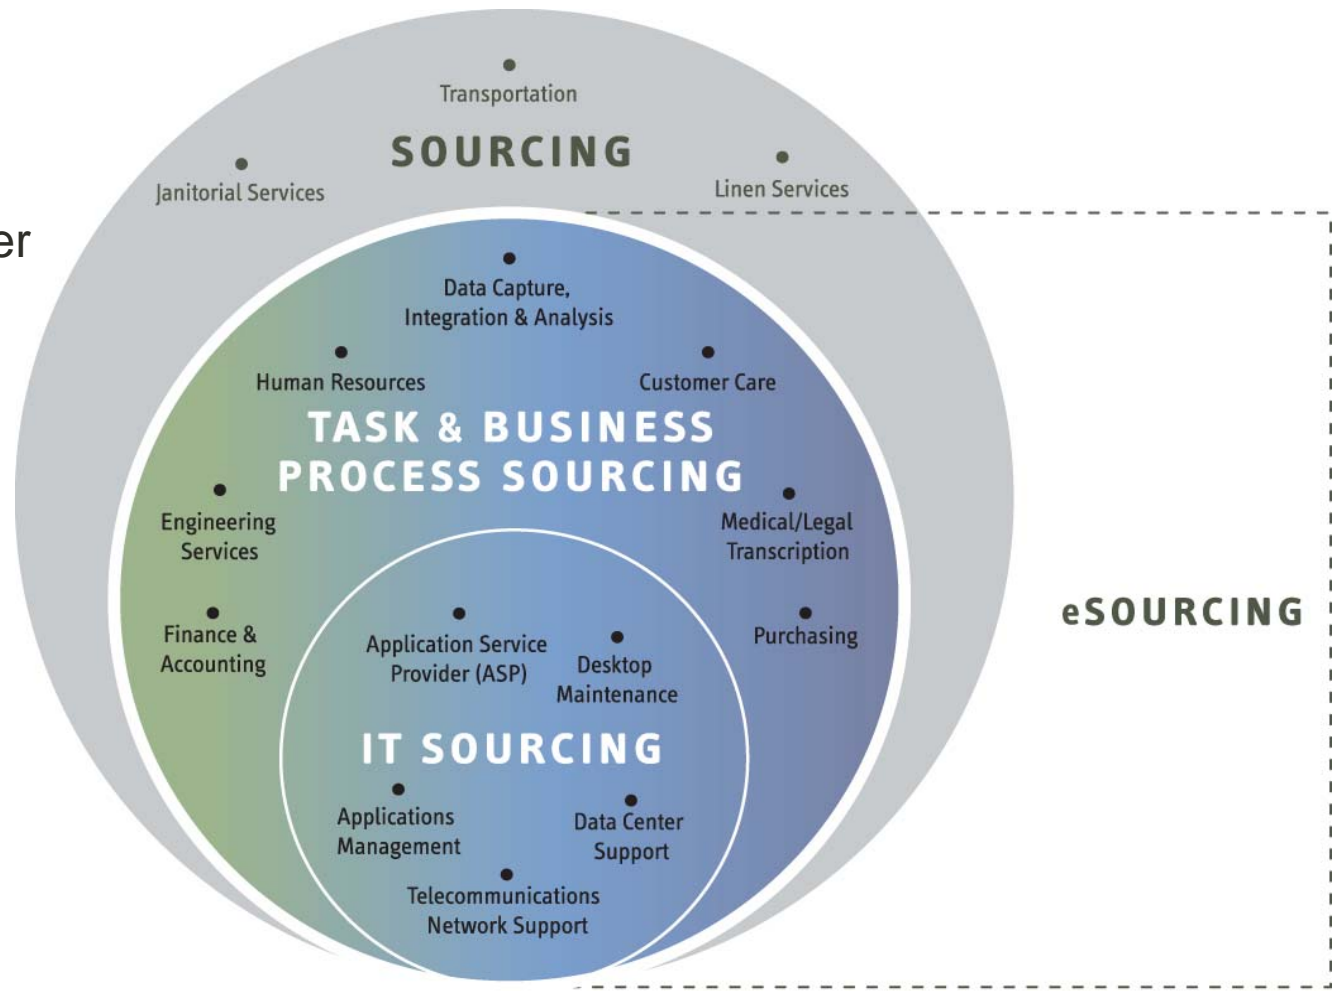 Transportation
SOURCING
Janitorial Services
Linen Services
er
Data Capture,
Integration & Analysis
Human Resources
Customer Care
TASK & BUSINESS
PROCESS SOURCING
Engineering
Services
Medical/Legal
Transcription
Finance &
Accounting
Application Service
Provider (ASP)
Desktop
Maintenance
Purchasing
eSOURCING
IT SOURCING
Applications
Management
Data Center
Support
Telecommunications
Network Support